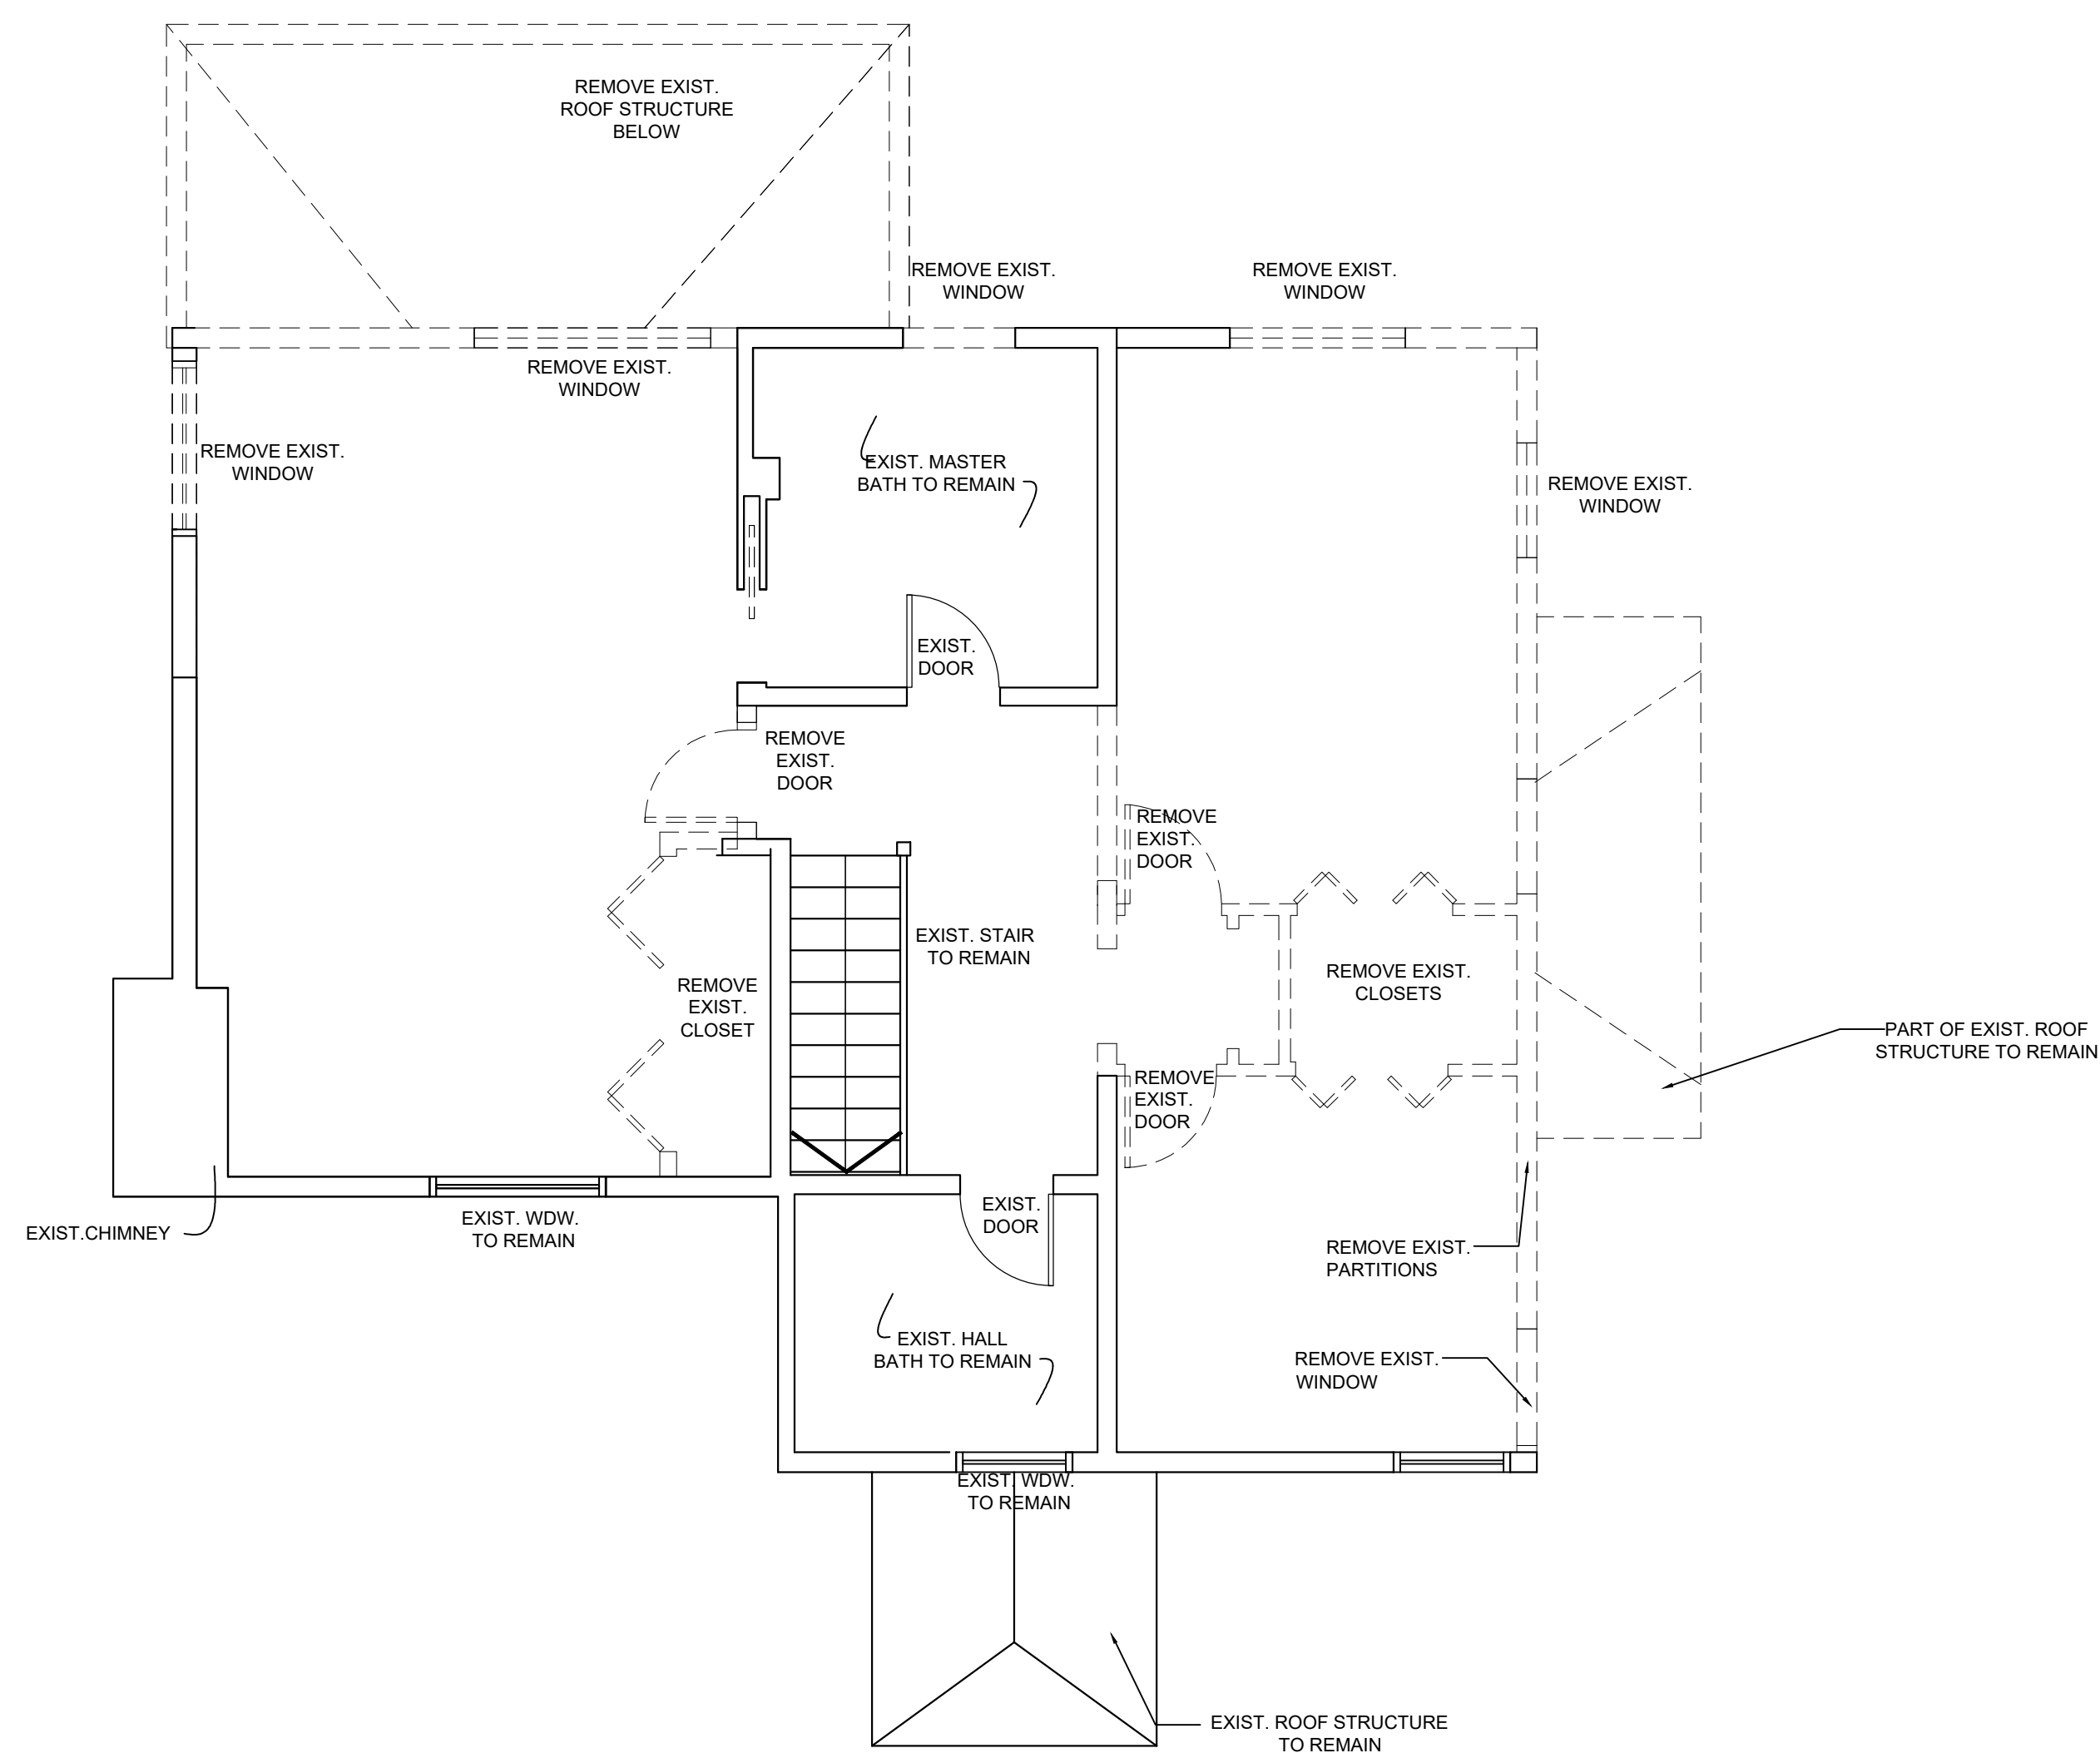 REMOVE EXIST.
ROOF STRUCTURE
BELOW
REMOVE EXIST.
WINDOW
REMOVE EXIST.
WINDOW
REMOVE EXIST.
WINDOW
REMOVE EXIST.
WINDOW
EXIST. MASTER
BATH TO REMAIN
REMOVE EXIST.
WINDOW
EXIST.
DOOR
REMOVE
EXIST.
DOOR
REMOVE
EXIST.
DOOR
EXIST. STAIR
TO REMAIN
REMOVE
EXIST.
CLOSET
REMOVE EXIST.
CLOSETS
PART OF EXIST. ROOF
STRUCTURE TO REMAIN
REMOVE
EXIST.
DOOR
EXIST.CHIMNEY
EXIST. WDW.
TO REMAIN
EXIST.
DOOR
REMOVE EXIST.
PARTITIONS
EXIST. HALL
BATH TO REMAIN
REMOVE EXIST.
WINDOW
EXIST. WDW.
TO REMAIN
EXIST. ROOF STRUCTURE
TO REMAIN